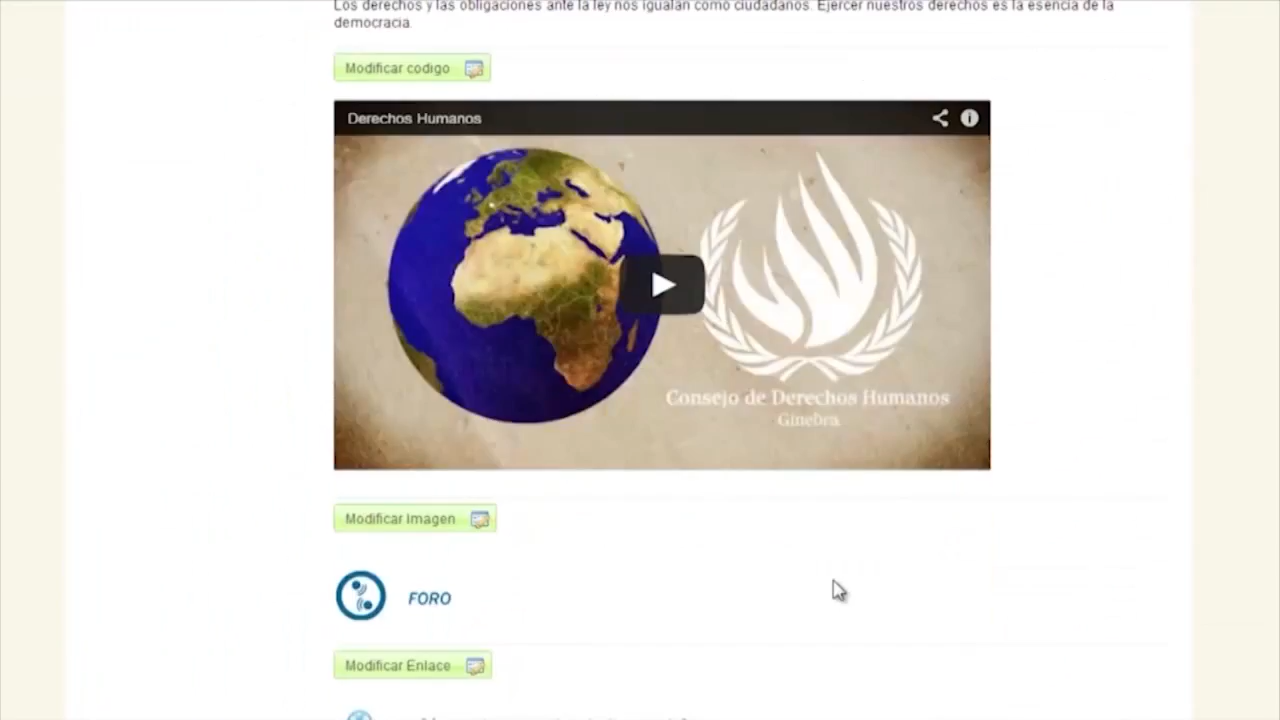 Los derechos y las obligaciones ante la ley nos igualan como ciudadanos. Ejercer nuestros derechos es la esencia de la
democracia.
Modificar codigo
Derechos Humanos
Consejo de Derechos Humanos
Ginebra
Modificar Imagen
FORO
Modificar Enlace